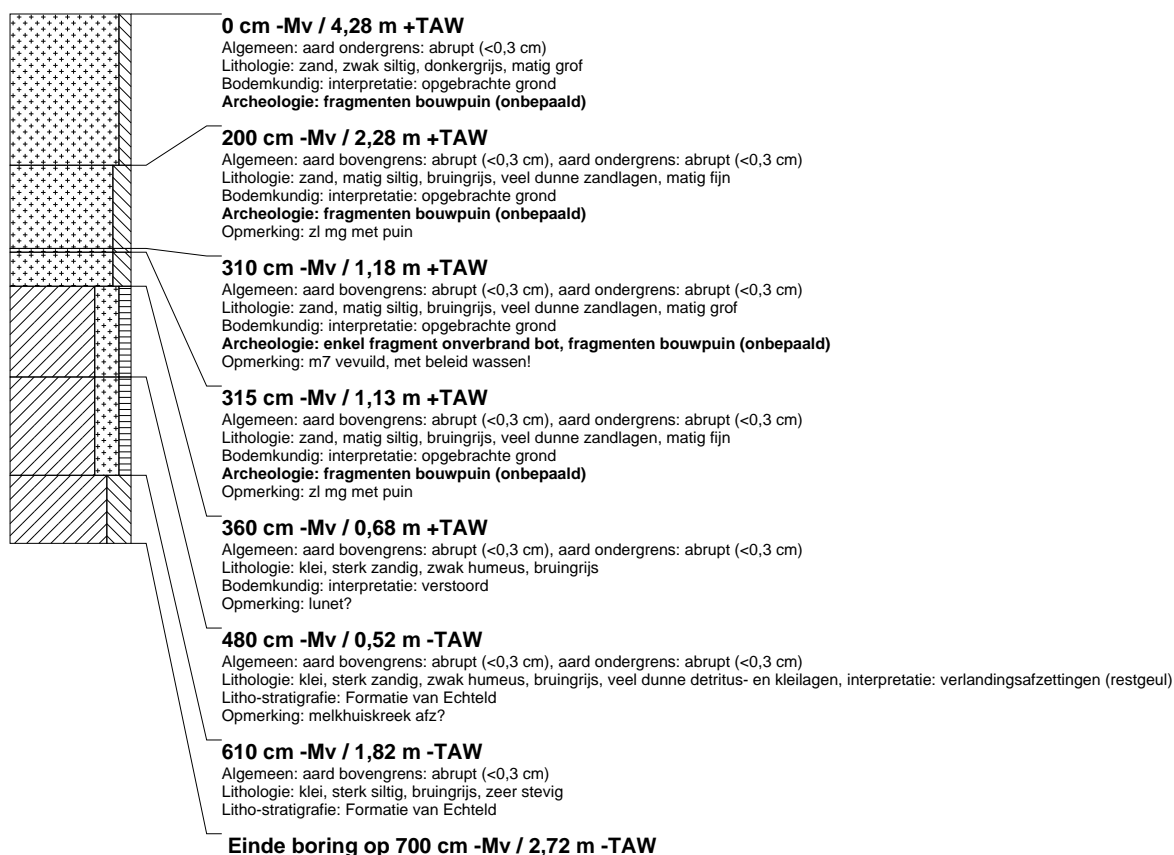 0 cm -Mv / 4,28 m +TAW
Algemeen: aard ondergrens: abrupt (<0,3 cm)
Lithologie: zand, zwak siltig, donkergrijs, matig grof
Bodemkundig: interpretatie: opgebrachte grond
Archeologie: fragmenten bouwpuin (onbepaald)
200 cm -Mv / 2,28 m +TAW
Algemeen: aard bovengrens: abrupt (<0,3 cm), aard ondergrens: abrupt (<0,3 cm)
Lithologie: zand, matig siltig, bruingrijs, veel dunne zandlagen, matig fijn
Bodemkundig: interpretatie: opgebrachte grond
Archeologie: fragmenten bouwpuin (onbepaald)
Opmerking: zl mg met puin
310 cm -Mv / 1,18 m +TAW
Algemeen: aard bovengrens: abrupt (<0,3 cm), aard ondergrens: abrupt (<0,3 cm)
Lithologie: zand, matig siltig, bruingrijs, veel dunne zandlagen, matig grof
Bodemkundig: interpretatie: opgebrachte grond
Archeologie: enkel fragment onverbrand bot, fragmenten bouwpuin (onbepaald)
Opmerking: m7 vevuild, met beleid wassen!
315 cm -Mv / 1,13 m +TAW
Algemeen: aard bovengrens: abrupt (<0,3 cm), aard ondergrens: abrupt (<0,3 cm)
Lithologie: zand, matig siltig, bruingrijs, veel dunne zandlagen, matig fijn
Bodemkundig: interpretatie: opgebrachte grond
Archeologie: fragmenten bouwpuin (onbepaald)
Opmerking: zl mg met puin
360 cm -Mv / 0,68 m +TAW
Algemeen: aard bovengrens: abrupt (<0,3 cm), aard ondergrens: abrupt (<0,3 cm)
Lithologie: klei, sterk zandig, zwak humeus, bruingrijs
Bodemkundig: interpretatie: verstoord
Opmerking: lunet?
480 cm -Mv / 0,52 m -TAW
Algemeen: aard bovengrens: abrupt (<0,3 cm), aard ondergrens: abrupt (<0,3 cm)
Lithologie: klei, sterk zandig, zwak humeus, bruingrijs, veel dunne detritus- en kleilagen, interpretatie: verlandingsafzettingen (restgeul)
Litho-stratigrafie: Formatie van Echteld
Opmerking: melkhuiskreek afz?
610 cm -Mv / 1,82 m -TAW
Algemeen: aard bovengrens: abrupt (<0,3 cm)
Lithologie: klei, sterk siltig, bruingrijs, zeer stevig
Litho-stratigrafie: Formatie van Echteld
Einde boring op 700 cm -Mv / 2,72 m -TAW